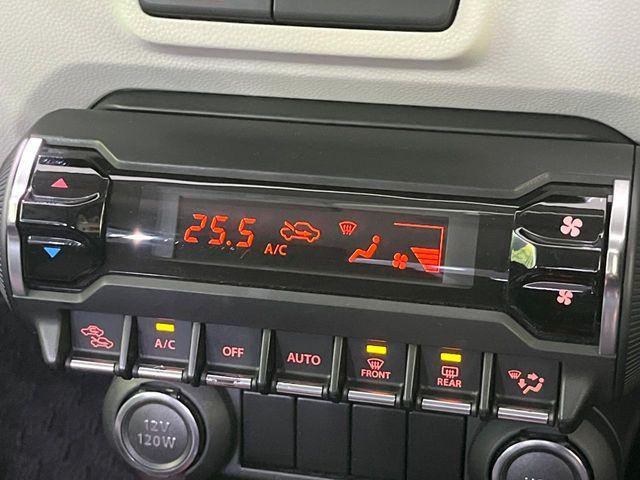 25.5
A/C
A/C
OFF
AUTO
FRONT
REAR
12V
120W